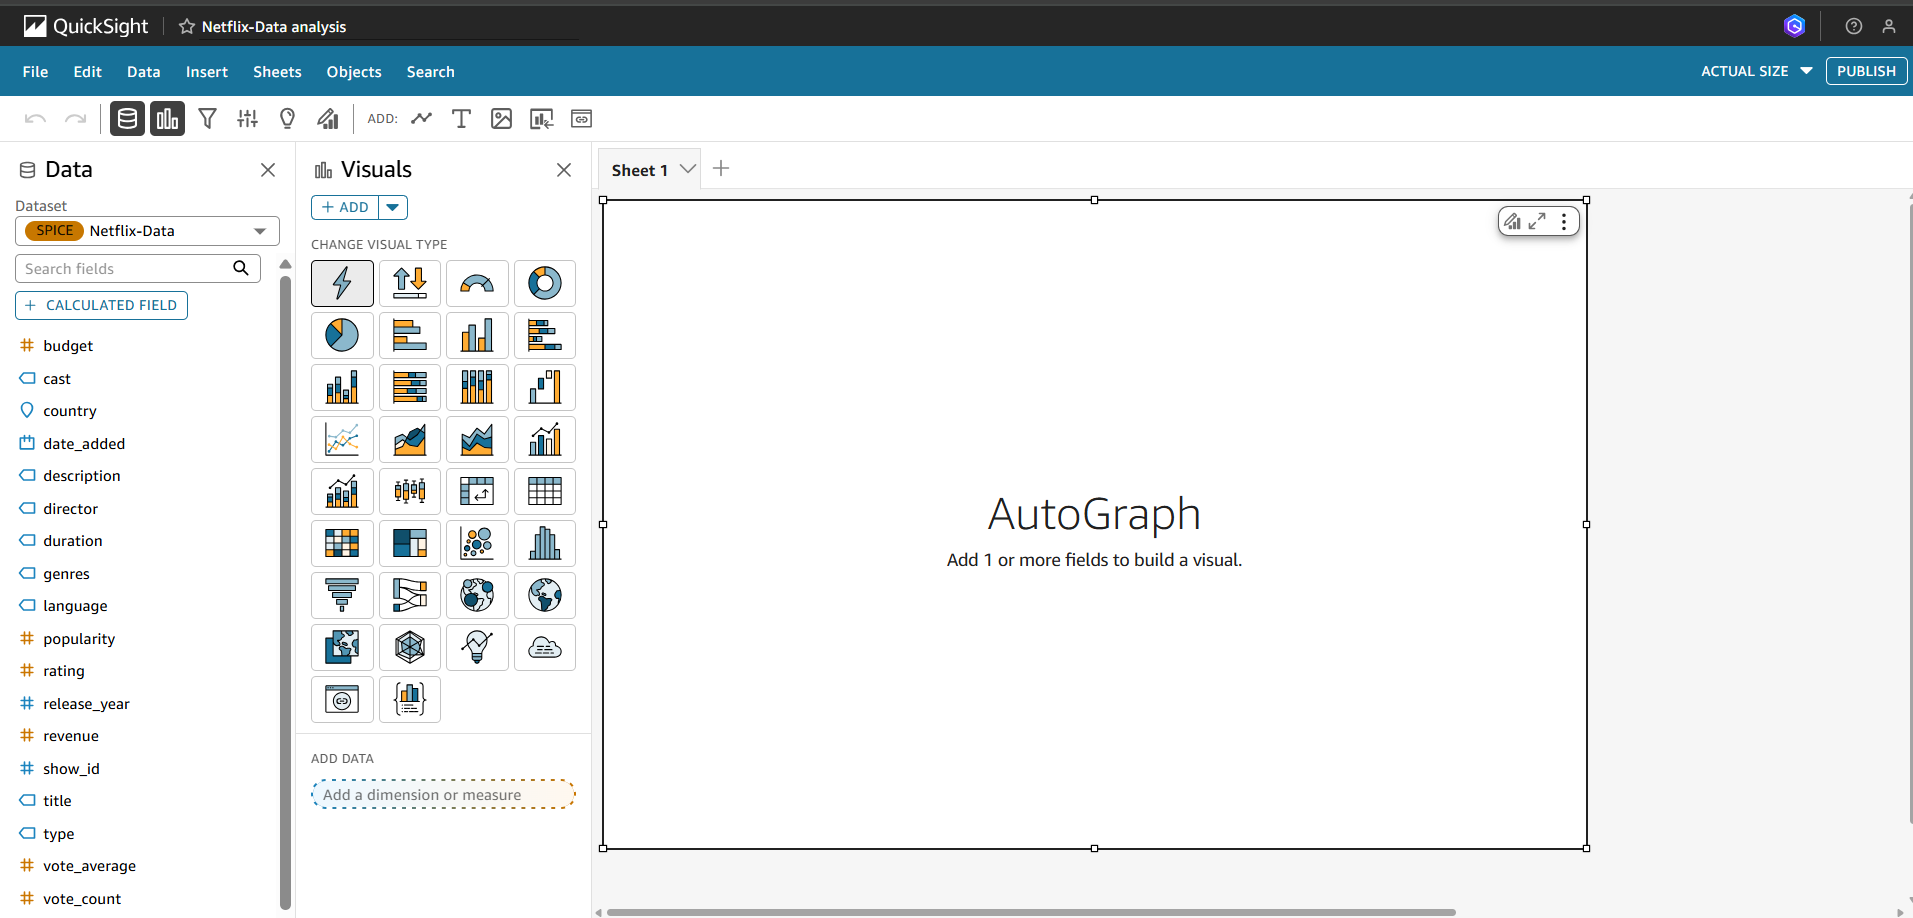 QuickSight
Netflix-Data analysis
File Edit Data Insert Sheets Objects Search
ACTUAL SIZE
PUBLISH
ADD:
Data
Dataset
SPICE Netflix-Data
Search fields
+ CALCULATED FIELD
budget
cast
country
date_added
description
director
duration
genres
language
popularity
rating
release_year
revenue
show_id
title
type
vote_average
vote_count
Visuals
+ ADD
CHANGE VISUAL TYPE
ADD DATA
Add a dimension or measure
Sheet 1
AutoGraph
Add 1 or more fields to build a visual.